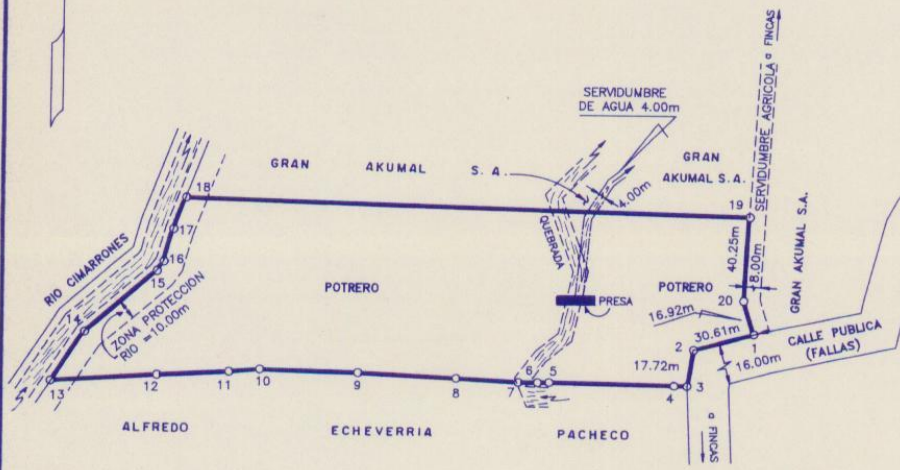 SERVIDUMBRE
DE AGUA 4.00m
SERVIDUMBRE AGRICOLA a FINCAS
GRAN AKUMAL S. A.
GRAN
AKUMAL S.A.
18
4.00m
19
17
RIO CIMARRONES
QUEBRADA
40.25m
8.00m
GRAN AKUMAL S.A.
16
15
POTRERO
POTRERO
ZONA PROTECCION
RIO =10.00m
PRESA
20
16.92m
30.61m
1
CALLE PUBLICA
(FALLAS)
2
16.00m
17.72m
13
12
11
10
9
8
7
6
5
4
3
a FINCAS
ALFREDO ECHEVERRIA PACHECO